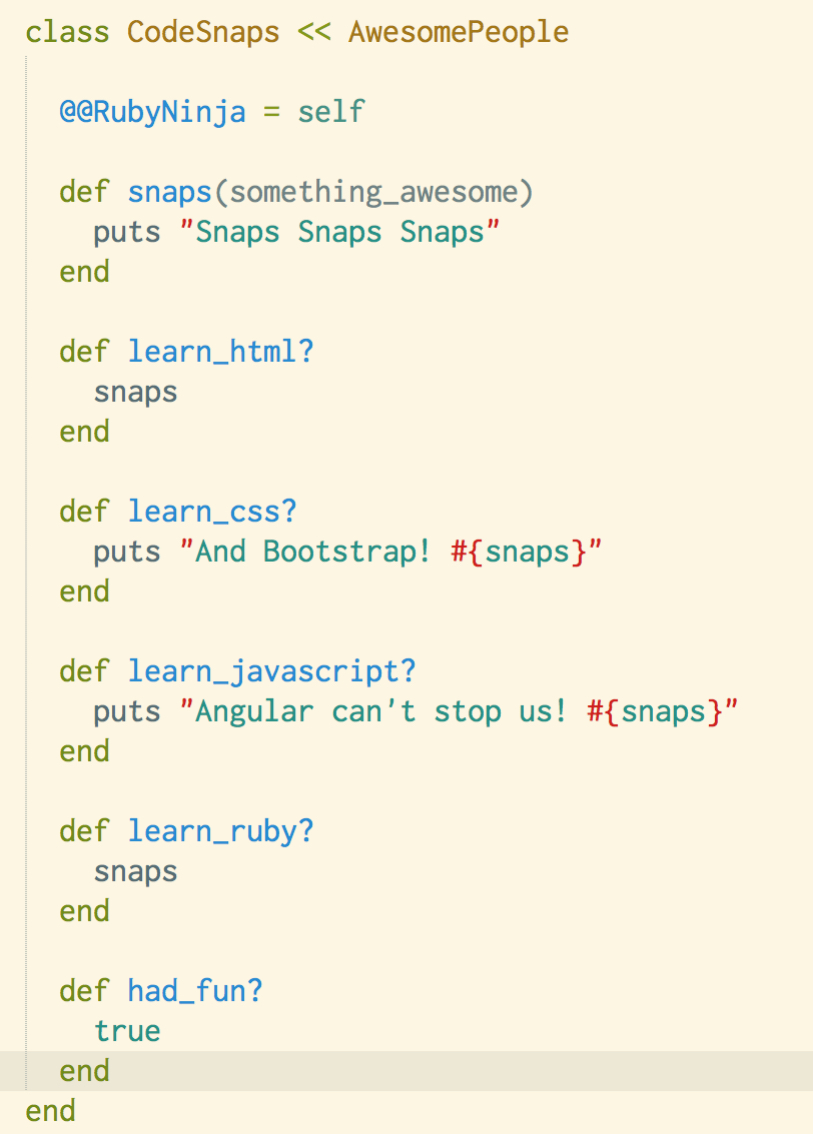 class CodeSnaps << AwesomePeople
@@RubyNinja = self
def snaps(something_awesome)
puts "Snaps Snaps Snaps"
end
def learn_html?
snaps
end
def learn_css?
puts "And Bootstrap! #{snaps}"
end
def learn_javascript?
puts "Angular can't stop us! #{snaps}"
end
def learn_ruby?
snaps
end
def had_fun?
true
end
end